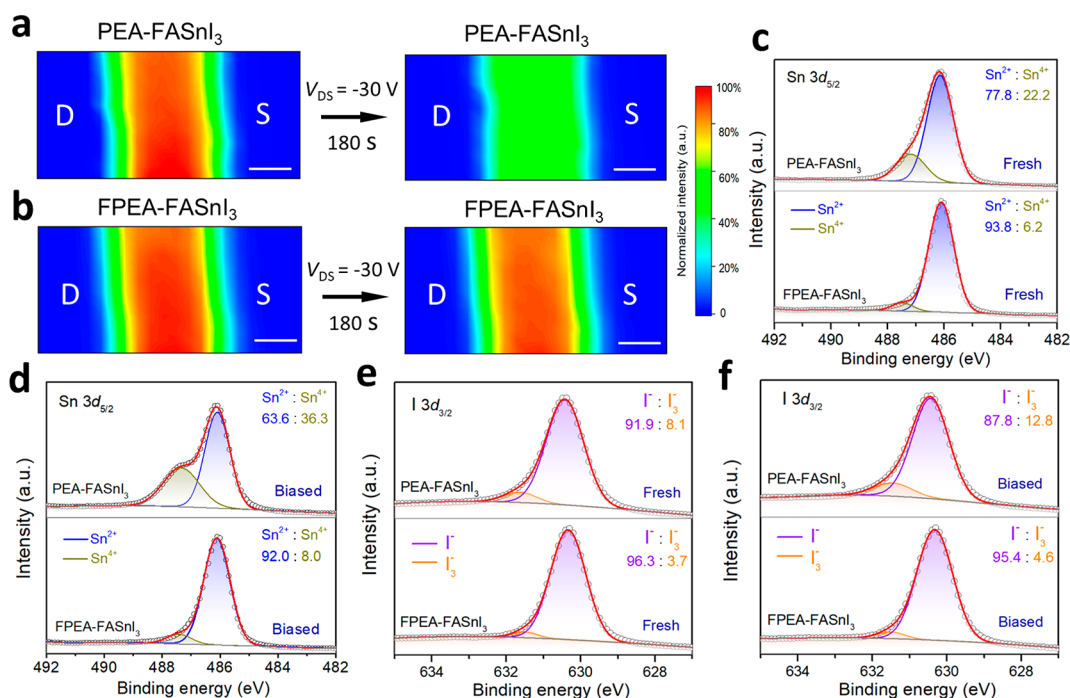 a
PEA-FASnI₃
D
S
V_DS = -30 V
180 S
PEA-FASnI₃
D
S
b
FPEA-FASnI₃
D
S
V_DS = -30 V
180 S
FPEA-FASnI₃
D
S
100%
80%
60%
40%
20%
0
Normalized intensity (a.u.)
c
Sn 3d₅/₂
Sn²⁺ : Sn⁴⁺
77.8 : 22.2
PEA-FASnI₃
Fresh
Sn²⁺
Sn⁴⁺
Sn²⁺ : Sn⁴⁺
93.8 : 6.2
FPEA-FASnI₃
Fresh
Intensity (a.u.)
492 490 488 486 484 482
Binding energy (eV)
d
Sn 3d₅/₂
Sn²⁺ : Sn⁴⁺
63.6 : 36.3
PEA-FASnI₃
Biased
Sn²⁺
Sn⁴⁺
Sn²⁺ : Sn⁴⁺
92.0 : 8.0
FPEA-FASnI₃
Biased
Intensity (a.u.)
492 490 488 486 484 482
Binding energy (eV)
e
I 3d₃/₂
I⁻ : I₃⁻
91.9 : 8.1
PEA-FASnI₃
Fresh
I⁻
I₃⁻
I⁻ : I₃⁻
96.3 : 3.7
FPEA-FASnI₃
Fresh
Intensity (a.u.)
634 632 630 628
Binding energy (eV)
f
I 3d₃/₂
I⁻ : I₃⁻
87.8 : 12.8
PEA-FASnI₃
Biased
I⁻
I₃⁻
I⁻ : I₃⁻
95.4 : 4.6
FPEA-FASnI₃
Biased
Intensity (a.u.)
634 632 630 628
Binding energy (eV)